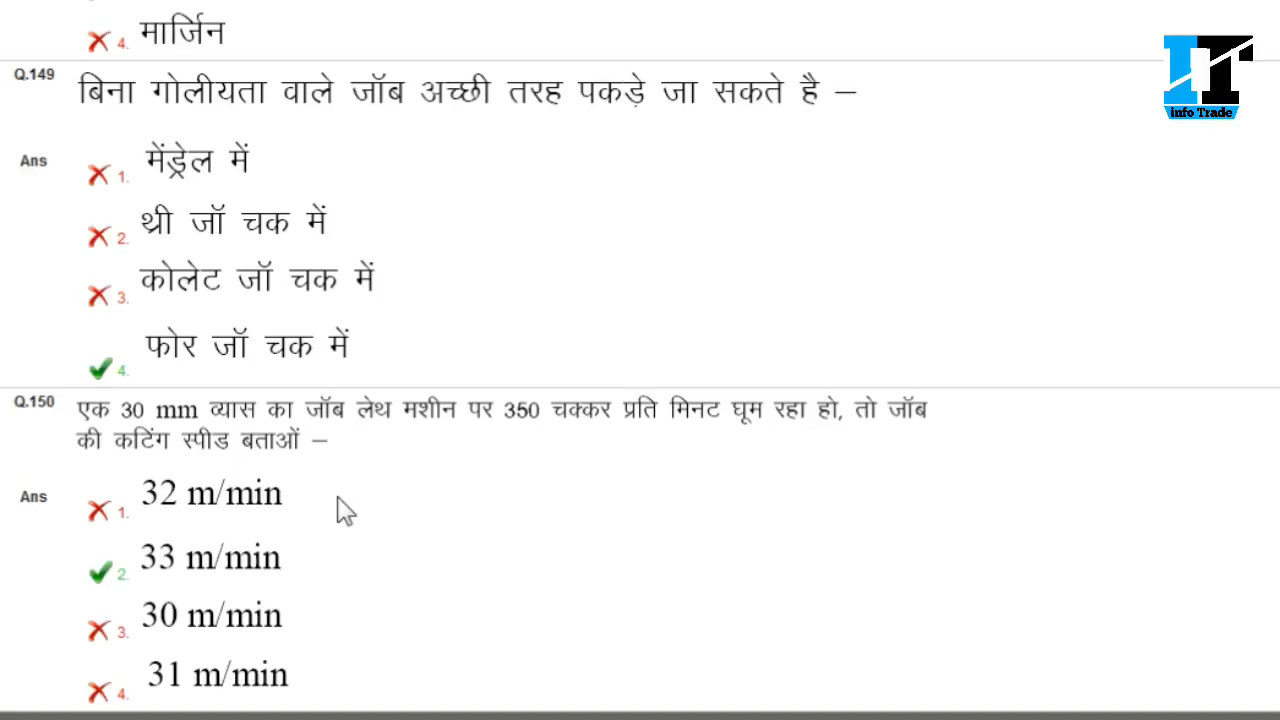 4. मार्जिन
Q.149 बिना गोलीयता वाले जॉब अच्छी तरह पकड़े जा सकते है –
Ans
1. मेंड्रेल में
2. थ्री जॉ चक में
3. कोलेट जॉ चक में
4. फोर जॉ चक में
Q.150 एक 30 mm व्यास का जॉब लेथ मशीन पर 350 चक्कर प्रति मिनट घूम रहा हो, तो जॉब
की कटिंग स्पीड बताओं –
Ans
1. 32 m/min
2. 33 m/min
3. 30 m/min
4. 31 m/min
IT
info Trade